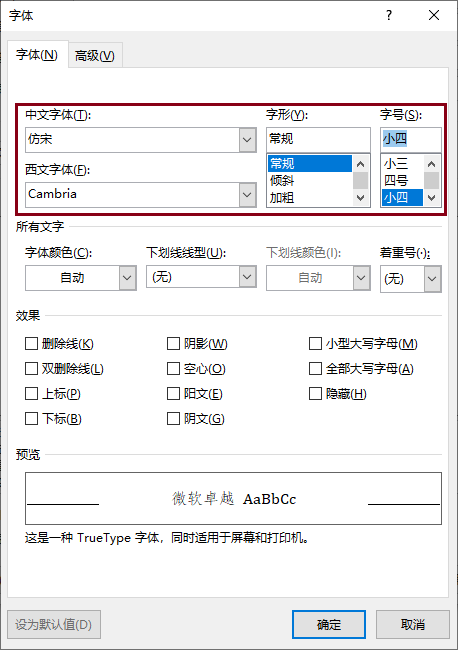 字体
? ×
字体(N) 高级(V)
中文字体(T): 字形(Y): 字号(S):
仿宋 常规 小四
常规 小三
西文字体(F): 倾斜 四号
Cambria 加粗 小四
所有文字
字体颜色(C): 下划线线型(U): 下划线颜色(I): 着重号(·):
自动 (无) 自动 (无)
效果
删除线(K) 阴影(W) 小型大写字母(M)
双删除线(L) 空心(O) 全部大写字母(A)
上标(P) 阳文(E) 隐藏(H)
下标(B) 阴文(G)
预览
微软卓越 AaBbCc
这是一种 TrueType 字体，同时适用于屏幕和打印机。
设为默认值(D) 确定 取消